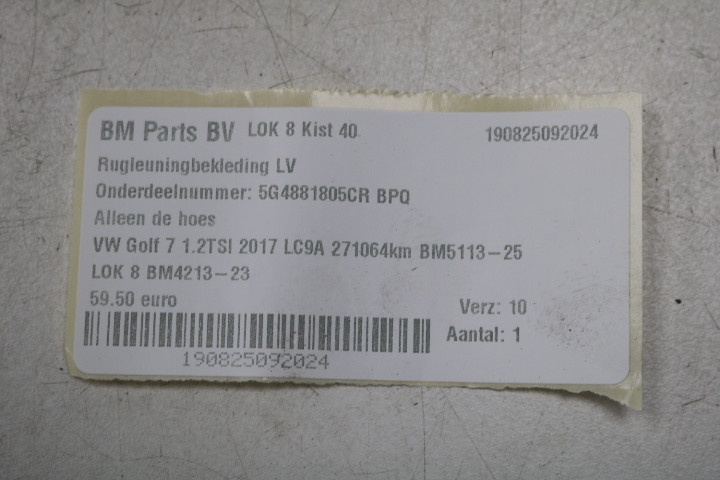 BM Parts BV LOK 8 Kist 40 190825092024
Rugleuningbekleding LV
Onderdeelnummer: 5G4881805CR BPQ
Alleen de hoes
VW Golf 7 1.2TSI 2017 LC9A 271064km BM5113-25
LOK 8 BM4213-23
59.50 euro Verz: 10
Aantal: 1
190825092024